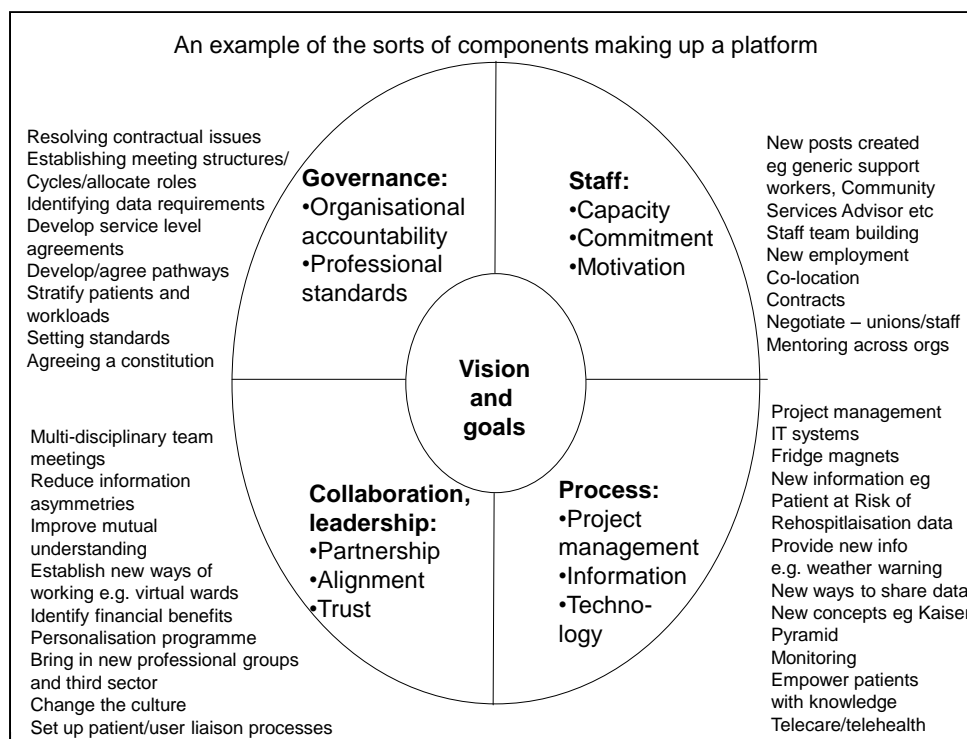 An example of the sorts of components making up a platform
Resolving contractual issues
Establishing meeting structures/
Cycles/allocate roles
Identifying data requirements
Develop service level
agreements
Develop/agree pathways
Stratify patients and
workloads
Setting standards
Agreeing a constitution
Governance:
•Organisational
accountability
•Professional
standards
Staff:
•Capacity
•Commitment
•Motivation
New posts created
eg generic support
workers, Community
Services Advisor etc
Staff team building
New employment
Co-location
Contracts
Negotiate – unions/staff
Mentoring across orgs
Vision
and
goals
Multi-disciplinary team
meetings
Reduce information
asymmetries
Improve mutual
understanding
Establish new ways of
working e.g. virtual wards
Identify financial benefits
Personalisation programme
Bring in new professional groups
and third sector
Change the culture
Set up patient/user liaison processes
Collaboration,
leadership:
•Partnership
•Alignment
•Trust
Process:
•Project
management
•Information
•Techno-
logy
Project management
IT systems
Fridge magnets
New information eg
Patient at Risk of
Rehospitlaisation data
Provide new info
e.g. weather warning
New ways to share data
New concepts eg Kaiser
Pyramid
Monitoring
Empower patients
with knowledge
Telecare/telehealth